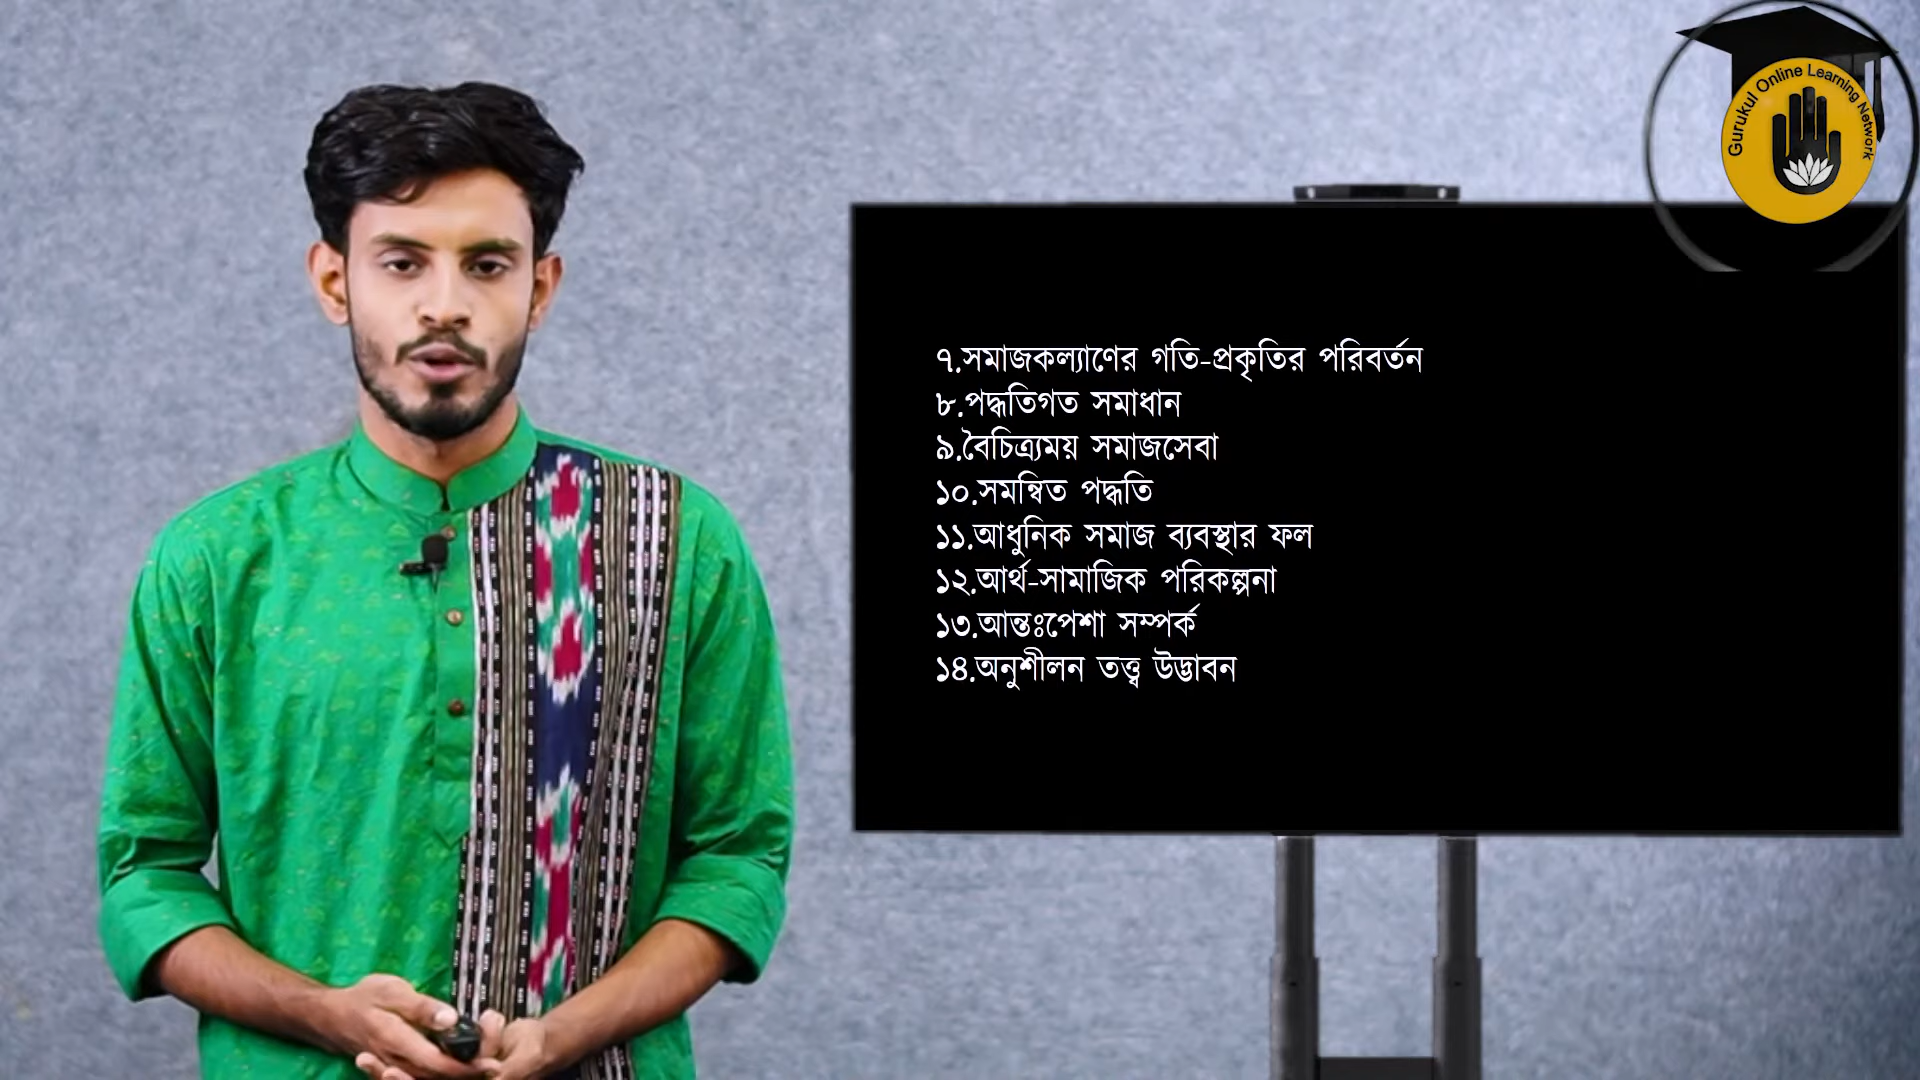 Gurukul Online Learning Network
৭.সমাজকল্যাণের গতি-প্রকৃতির পরিবর্তন
৮.পদ্ধতিগত সমাধান
৯.বৈচিত্র্যময় সমাজসেবা
১০.সমন্বিত পদ্ধতি
১১.আধুনিক সমাজ ব্যবস্থার ফল
১২.আর্থ-সামাজিক পরিকল্পনা
১৩.আন্তঃপেশা সম্পর্ক
১৪.অনুশীলন তত্ত্ব উদ্ভাবন